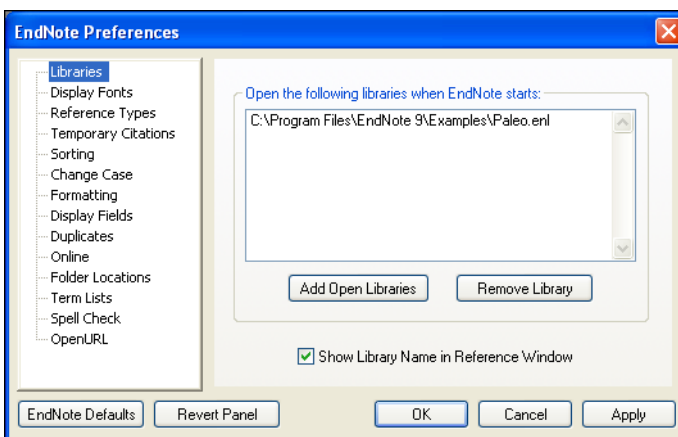 EndNote Preferences
Libraries
Display Fonts
Reference Types
Temporary Citations
Sorting
Change Case
Formatting
Display Fields
Duplicates
Online
Folder Locations
Term Lists
Spell Check
OpenURL
Open the following libraries when EndNote starts:
C:\Program Files\EndNote 9\Examples\Paleo.enl
Add Open Libraries
Remove Library
Show Library Name in Reference Window
EndNote Defaults
Revert Panel
OK
Cancel
Apply